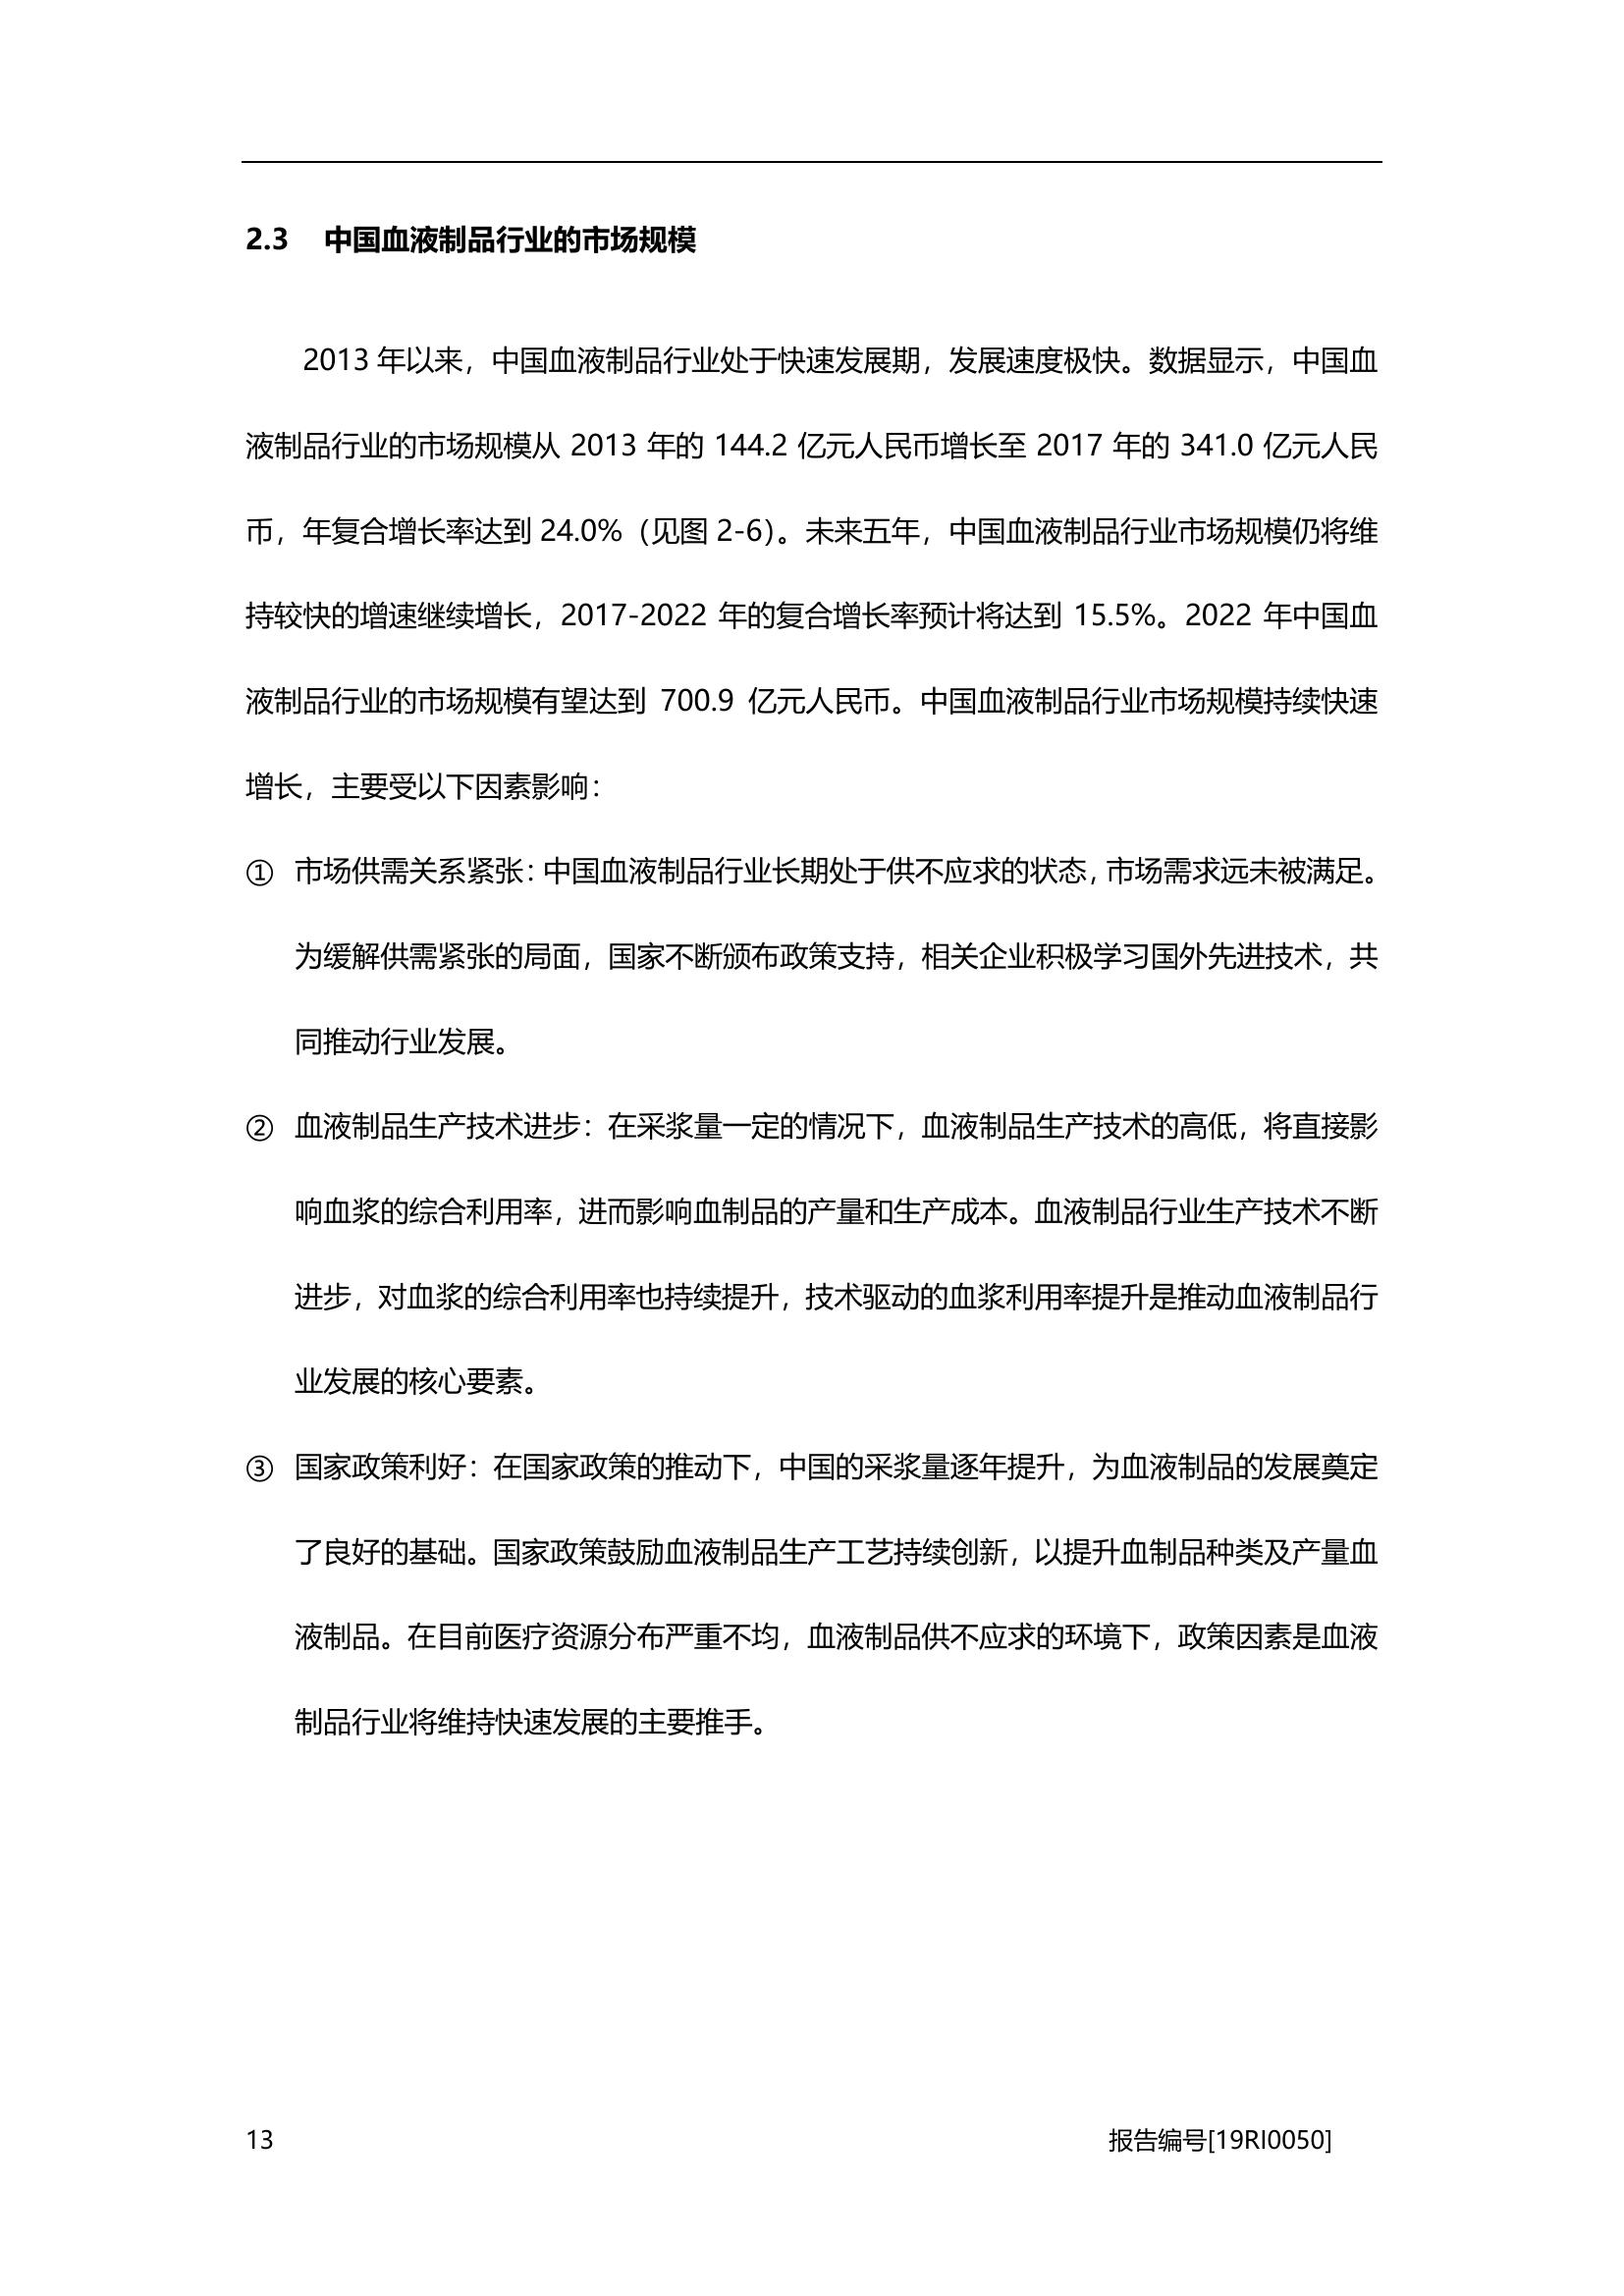 2.3 中国血液制品行业的市场规模
2013 年以来，中国血液制品行业处于快速发展期，发展速度极快。数据显示，中国血
液制品行业的市场规模从 2013 年的 144.2 亿元人民币增长至 2017 年的 341.0 亿元人民
币，年复合增长率达到 24.0%（见图 2-6）。未来五年，中国血液制品行业市场规模仍将维
持较快的增速继续增长，2017-2022 年的复合增长率预计将达到 15.5%。2022 年中国血
液制品行业的市场规模有望达到 700.9 亿元人民币。中国血液制品行业市场规模持续快速
增长，主要受以下因素影响：
① 市场供需关系紧张：中国血液制品行业长期处于供不应求的状态，市场需求远未被满足。
为缓解供需紧张的局面，国家不断颁布政策支持，相关企业积极学习国外先进技术，共
同推动行业发展。
② 血液制品生产技术进步：在采浆量一定的情况下，血液制品生产技术的高低，将直接影
响血浆的综合利用率，进而影响血制品的产量和生产成本。血液制品行业生产技术不断
进步，对血浆的综合利用率也持续提升，技术驱动的血浆利用率提升是推动血液制品行
业发展的核心要素。
③ 国家政策利好：在国家政策的推动下，中国的采浆量逐年提升，为血液制品的发展奠定
了良好的基础。国家政策鼓励血液制品生产工艺持续创新，以提升血制品种类及产量血
液制品。在目前医疗资源分布严重不均，血液制品供不应求的环境下，政策因素是血液
制品行业将维持快速发展的主要推手。
13 报告编号[19RI0050]